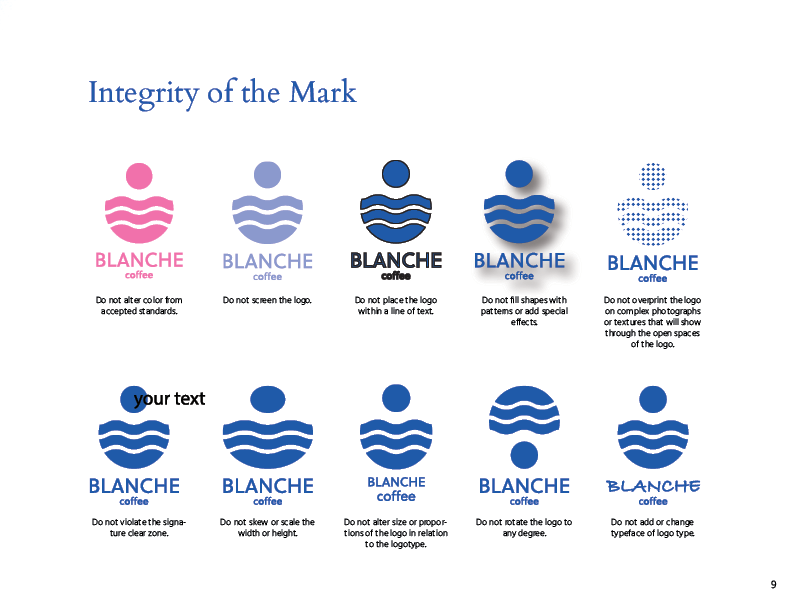 Integrity of the Mark
BLANCHE
coffee
BLANCHE
coffee
BLANCHE
coffee
BLANCHE
coffee
BLANCHE
coffee
Do not alter color from
accepted standards.
Do not screen the logo.
Do not place the logo
within a line of text.
Do not fill shapes with
patterns or add special
effects.
Do not overprint the logo
on complex photographs
or textures that will show
through the open spaces
of the logo.
your text
BLANCHE
coffee
BLANCHE
coffee
BLANCHE
coffee
BLANCHE
coffee
BLANCHE
coffee
Do not violate the signa-
ture clear zone.
Do not skew or scale the
width or height.
Do not alter size or propor-
tions of the logo in relation
to the logotype.
Do not rotate the logo to
any degree.
Do not add or change
typeface of logo type.
9